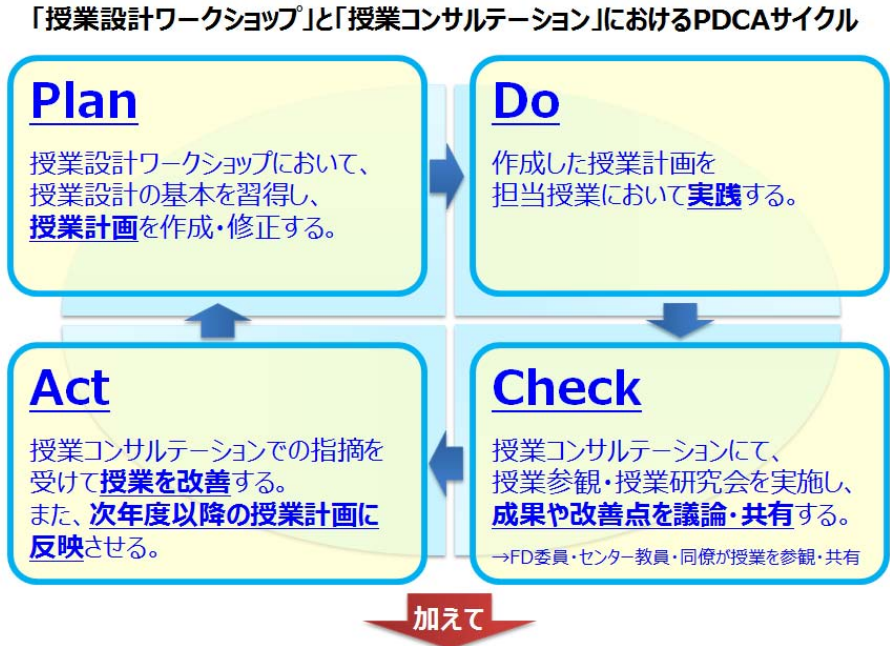 「授業設計ワークショップ」と「授業コンサルテーション」におけるPDCAサイクル
Plan
授業設計ワークショップにおいて、
授業設計の基本を習得し、
授業計画を作成・修正する。
Do
作成した授業計画を
担当授業において実践する。
Act
授業コンサルテーションでの指摘を
受けて授業を改善する。
また、次年度以降の授業計画に
反映させる。
Check
授業コンサルテーションにて、
授業参観・授業研究会を実施し、
成果や改善点を議論・共有する。
→FD委員・センター教員・同僚が授業を参観・共有
加えて